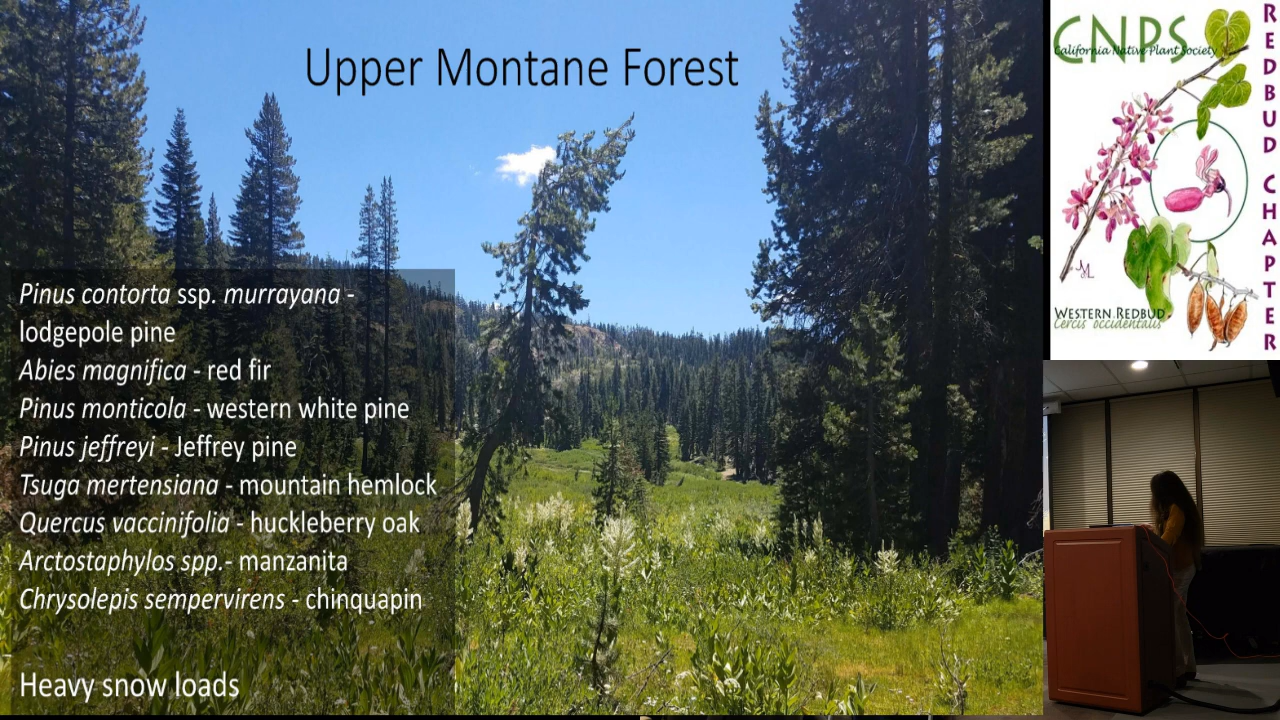 Upper Montane Forest
Pinus contorta ssp. murrayana -
lodgepole pine
Abies magnifica - red fir
Pinus monticola - western white pine
Pinus jeffreyi - Jeffrey pine
Tsuga mertensiana - mountain hemlock
Quercus vaccinifolia - huckleberry oak
Arctostaphylos spp.- manzanita
Chrysolepis sempervirens - chinquapin
Heavy snow loads
CNPS
California Native Plant Society
REDBUD CHAPTER
JML
WESTERN REDBUD
Cercis occidentalis